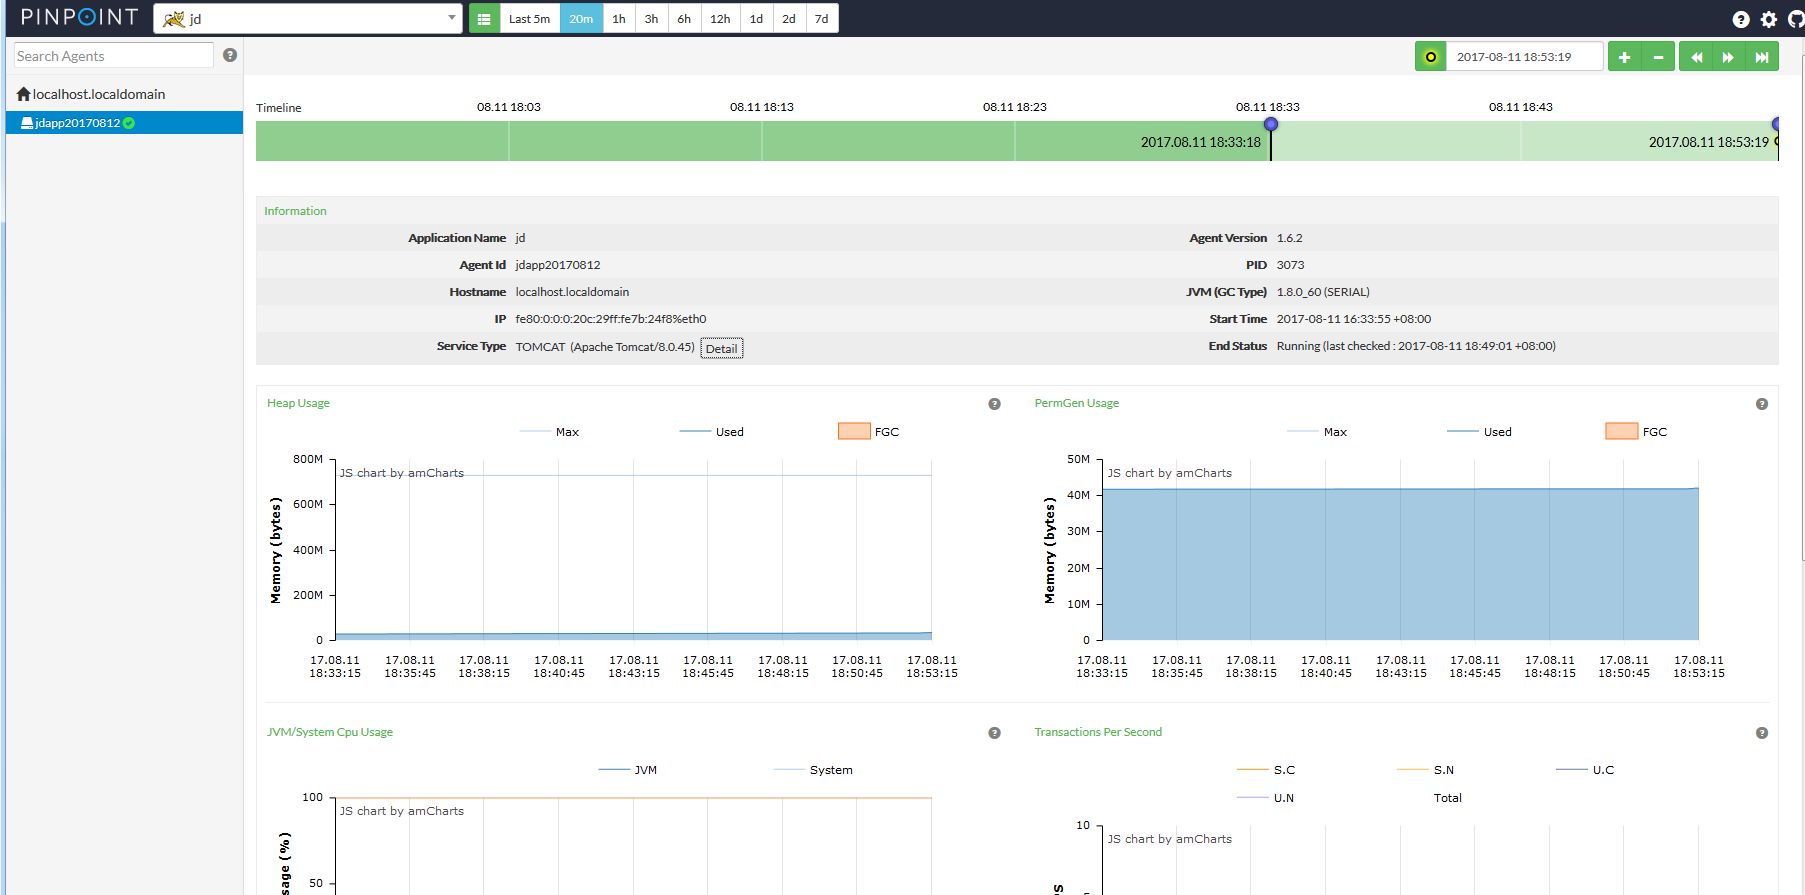 PINPOINT jd Last 5m 20m 1h 3h 6h 12h 1d 2d 7d
Search Agents
2017-08-11 18:53:19
localhost.localdomain
jdapp20170812
Timeline 08.11 18:03 08.11 18:13 08.11 18:23 08.11 18:33 08.11 18:43
2017.08.11 18:33:18 2017.08.11 18:53:19
Information
Application Name jd Agent Version 1.6.2
Agent Id jdapp20170812 PID 3073
Hostname localhost.localdomain JVM (GC Type) 1.8.0_60 (SERIAL)
IP fe80:0:0:0:20c:29ff:fe7b:24f8%eth0 Start Time 2017-08-11 16:33:55 +08:00
Service Type TOMCAT (Apache Tomcat/8.0.45) Detail End Status Running (last checked : 2017-08-11 18:49:01 +08:00)
Heap Usage
Max Used FGC
JS chart by amCharts
Memory (bytes)
800M
600M
400M
200M
0
17.08.11 17.08.11 17.08.11 17.08.11 17.08.11 17.08.11 17.08.11 17.08.11 17.08.11
18:33:15 18:35:45 18:38:15 18:40:45 18:43:15 18:45:45 18:48:15 18:50:45 18:53:15
PermGen Usage
Max Used FGC
JS chart by amCharts
Memory (bytes)
50M
40M
30M
20M
10M
0
17.08.11 17.08.11 17.08.11 17.08.11 17.08.11 17.08.11 17.08.11 17.08.11 17.08.11
18:33:15 18:35:45 18:38:15 18:40:45 18:43:15 18:45:45 18:48:15 18:50:45 18:53:15
JVM/System Cpu Usage
JVM System
100
JS chart by amCharts
sage (%)
50
Transactions Per Second
S.C S.N U.C
U.N Total
10
JS chart by amCharts